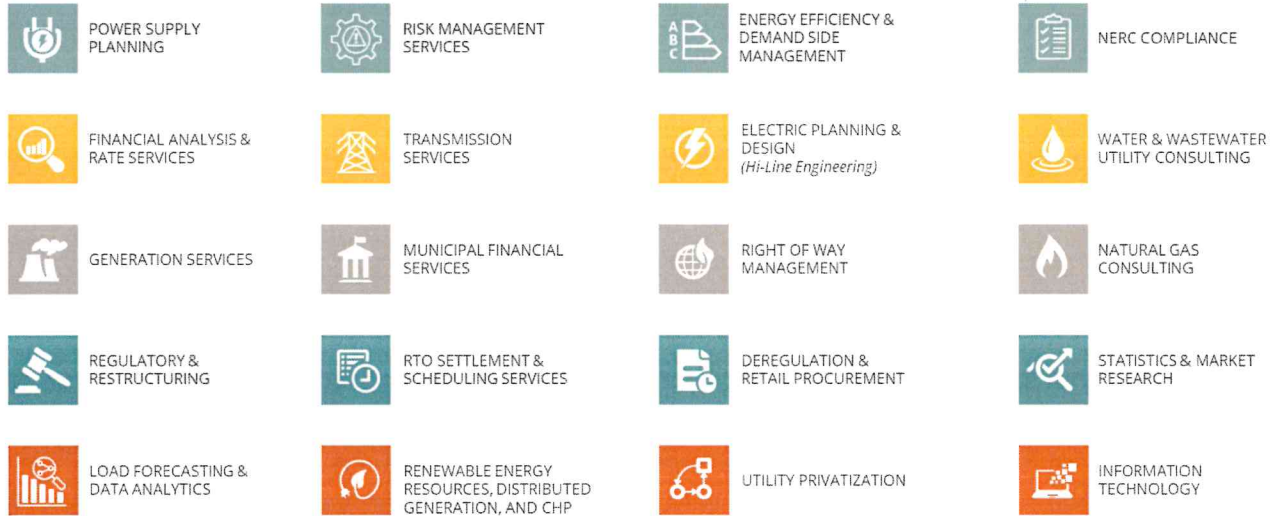 POWER SUPPLY
PLANNING
RISK MANAGEMENT
SERVICES
A
B
C
ENERGY EFFICIENCY &
DEMAND SIDE
MANAGEMENT
NERC COMPLIANCE
FINANCIAL ANALYSIS &
RATE SERVICES
TRANSMISSION
SERVICES
ELECTRIC PLANNING &
DESIGN
(Hi-Line Engineering)
WATER & WASTEWATER
UTILITY CONSULTING
GENERATION SERVICES
MUNICIPAL FINANCIAL
SERVICES
RIGHT OF WAY
MANAGEMENT
NATURAL GAS
CONSULTING
REGULATORY &
RESTRUCTURING
RTO SETTLEMENT &
SCHEDULING SERVICES
DEREGULATION &
RETAIL PROCUREMENT
STATISTICS & MARKET
RESEARCH
LOAD FORECASTING &
DATA ANALYTICS
RENEWABLE ENERGY
RESOURCES, DISTRIBUTED
GENERATION, AND CHP
UTILITY PRIVATIZATION
INFORMATION
TECHNOLOGY